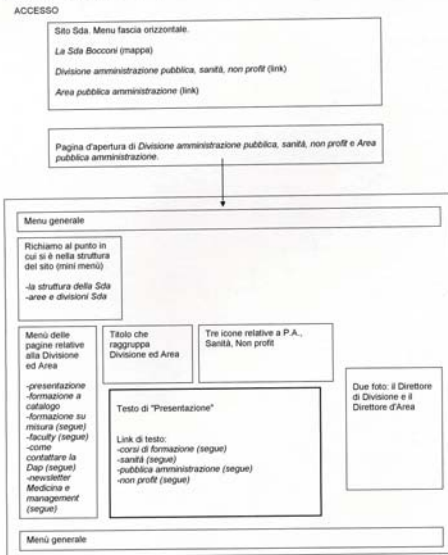 ACCESSO
Sito Sda. Menu fascia orizzontale.
La Sda Bocconi (mappa)
Divisione amministrazione pubblica, sanità, non profit (link)
Area pubblica amministrazione (link)
Pagina d'apertura di Divisione amministrazione pubblica, sanità, non profit e Area
pubblica amministrazione.
Menu generale
Richiamo al punto in
cui si è nella struttura
del sito (mini menù)
-la struttura della Sda
-aree e divisioni Sda
Menù delle
pagine relative
alla Divisione
ed Area
-presentazione
-formazione a
catalogo
-formazione su
misura (segue)
-faculty (segue)
-come
contattare la
Dap (segue)
-newsletter
Medicina e
management
(segue)
Titolo che
raggruppa
Divisione ed Area
Tre icone relative a P.A.,
Sanità, Non profit
Testo di "Presentazione"
Link di testo:
-corsi di formazione (segue)
-sanità (segue)
-pubblica amministrazione (segue)
-non profit (segue)
Due foto: il Direttore
di Divisione e il
Direttore d'Area
Menù generale